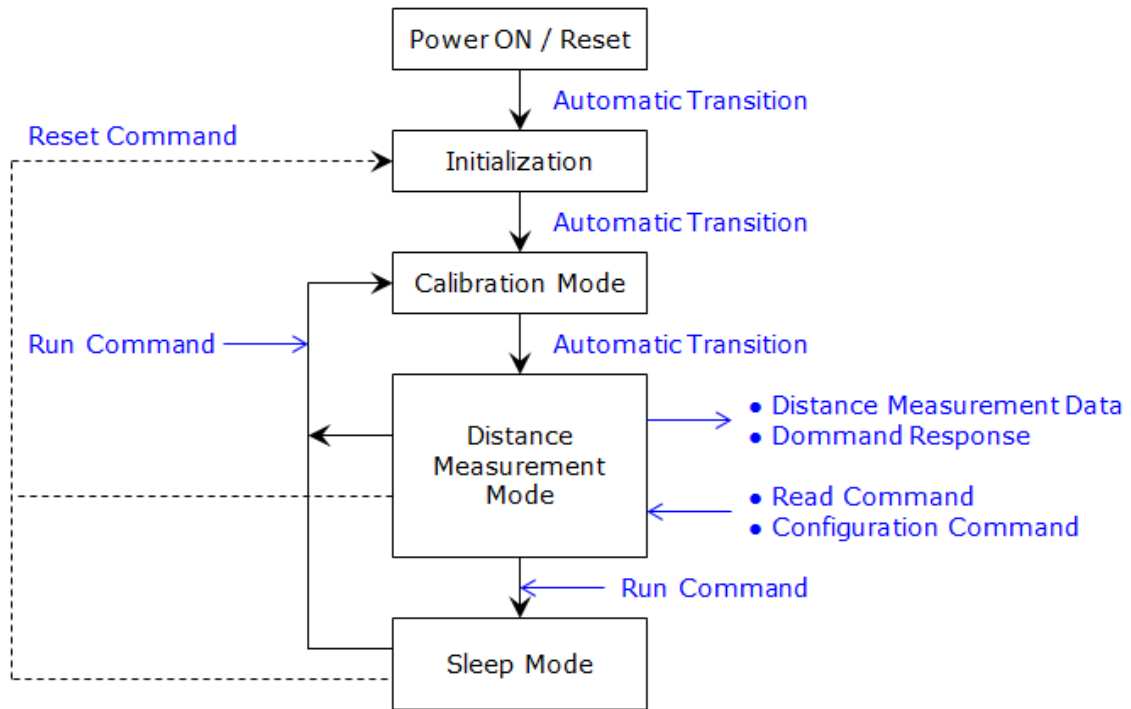 Power ON / Reset
Automatic Transition
Reset Command
Initialization
Automatic Transition
Calibration Mode
Run Command
Automatic Transition
Distance
Measurement
Mode
● Distance Measurement Data
● Dommand Response
● Read Command
● Configuration Command
Run Command
Sleep Mode